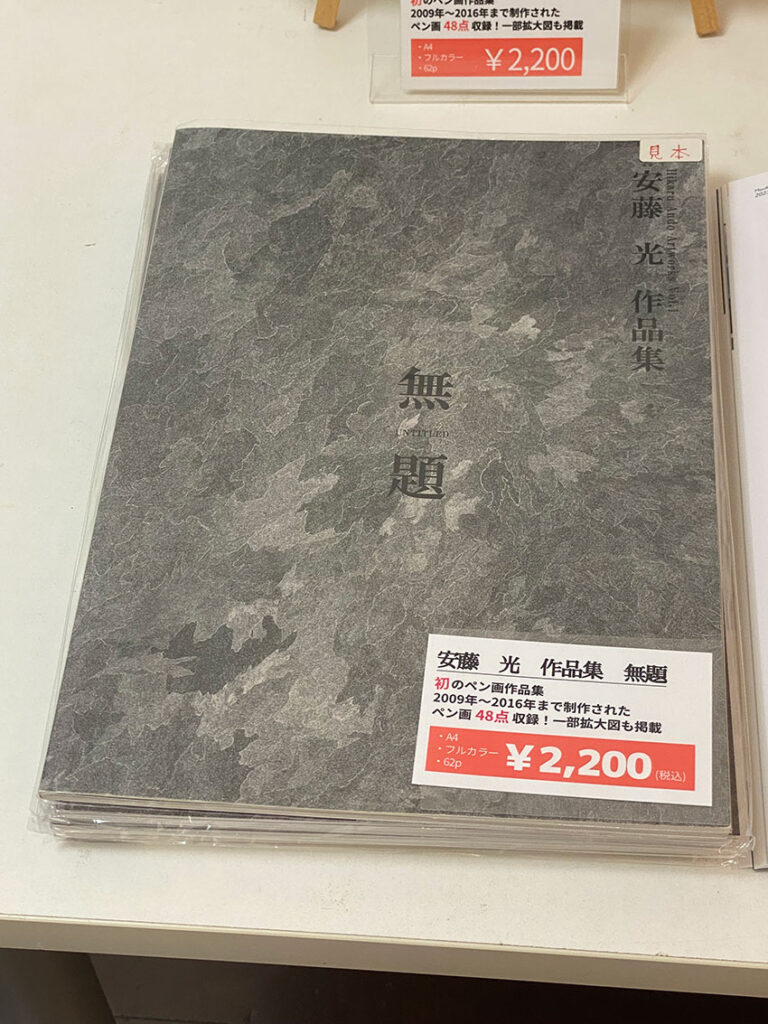 初のペン画作品集
2009年〜2016年まで制作された
ペン画 48点 収録！一部拡大図も掲載
・A4
・フルカラー
・62p
￥2,200
見本
安藤 光 作品集
Hikaru Ando Artworks Vol.1
無
UNTITLED
題
安藤 光 作品集 無題
初のペン画作品集
2009年〜2016年まで制作された
ペン画 48点 収録！一部拡大図も掲載
・A4
・フルカラー
・62p
￥2,200 (税込)